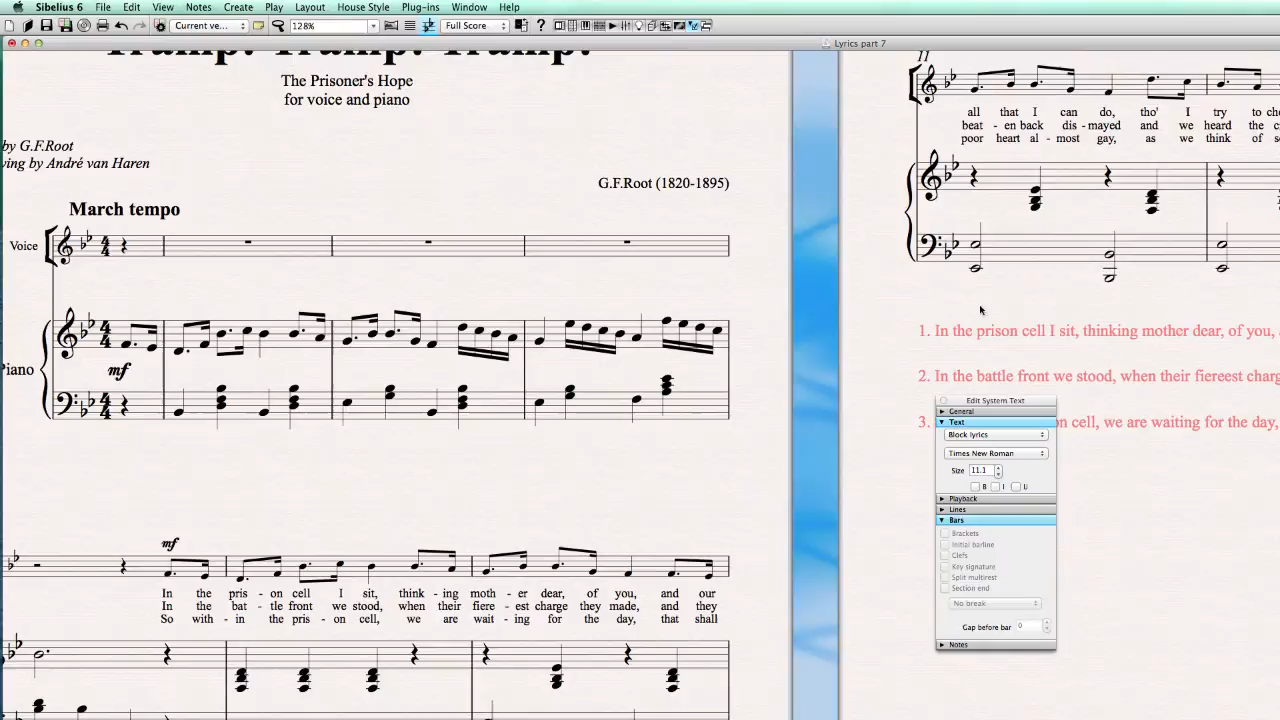 Sibelius 6 File Edit View Notes Create Play Layout House Style Plug-ins Window Help
Current ve... 128% Full Score
Lyrics part 7
Tramp! Tramp! Tramp!
The Prisoner's Hope
for voice and piano
by G.F.Root
ving by André van Haren
G.F.Root (1820-1895)
March tempo
Voice
Piano
mf
mf
In the pris - on cell I sit, think - ing moth - er dear, of you, and our
In the bat - tle front we stood, when their fiere - est charge they made, and they
So with - in the pris - on cell, we are wait - ing for the day, that shall
11
all that I can do, tho' I try to che
beat - en back dis - mayed and we heard the c
poor heart al - most gay, as we think of s
1. In the prison cell I sit, thinking mother dear, of you,
2. In the battle front we stood, when their fiereest charg
3. on cell, we are waiting for the day,
Edit System Text
General
Text
Block lyrics
Times New Roman
Size 11.1
B I U
Playback
Lines
Bars
Brackets
Initial barline
Clefs
Key signature
Split multirest
Section end
No break
Gap before bar 0
Notes